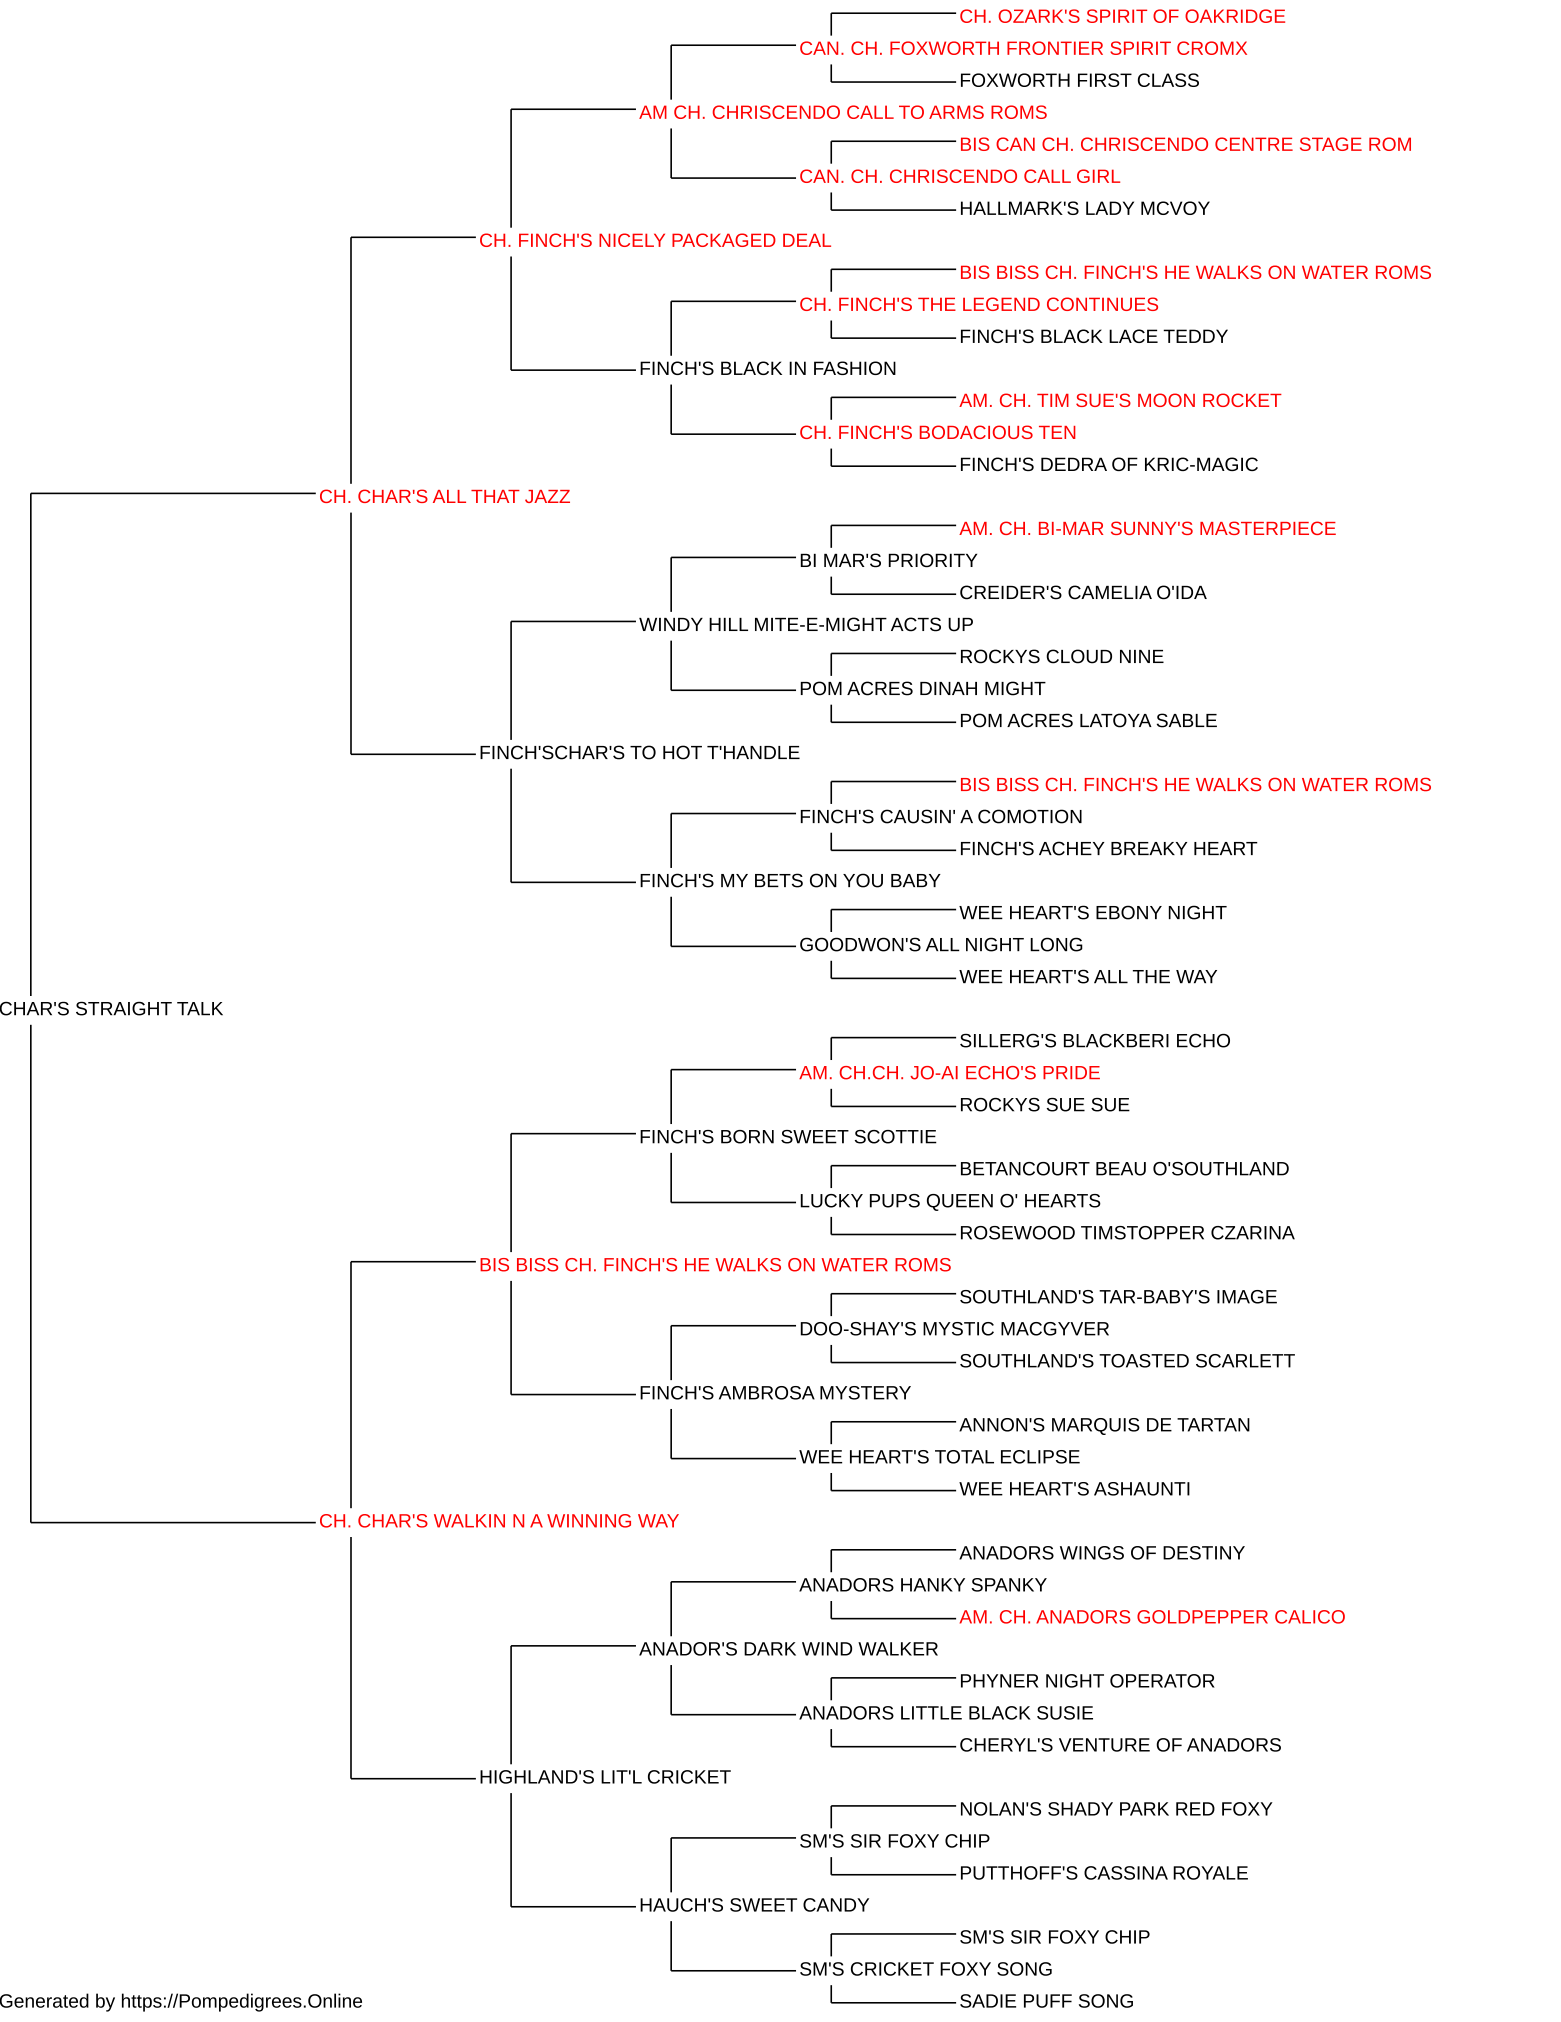 CH. OZARK'S SPIRIT OF OAKRIDGE
CAN. CH. FOXWORTH FRONTIER SPIRIT CROMX
FOXWORTH FIRST CLASS
AM CH. CHRISCENDO CALL TO ARMS ROMS
BIS CAN CH. CHRISCENDO CENTRE STAGE ROM
CAN. CH. CHRISCENDO CALL GIRL
HALLMARK'S LADY MCVOY
CH. FINCH'S NICELY PACKAGED DEAL
BIS BISS CH. FINCH'S HE WALKS ON WATER ROMS
CH. FINCH'S THE LEGEND CONTINUES
FINCH'S BLACK LACE TEDDY
FINCH'S BLACK IN FASHION
AM. CH. TIM SUE'S MOON ROCKET
CH. FINCH'S BODACIOUS TEN
FINCH'S DEDRA OF KRIC-MAGIC
CH. CHAR'S ALL THAT JAZZ
AM. CH. BI-MAR SUNNY'S MASTERPIECE
BI MAR'S PRIORITY
CREIDER'S CAMELIA O'IDA
WINDY HILL MITE-E-MIGHT ACTS UP
ROCKYS CLOUD NINE
POM ACRES DINAH MIGHT
POM ACRES LATOYA SABLE
FINCH'SCHAR'S TO HOT T'HANDLE
BIS BISS CH. FINCH'S HE WALKS ON WATER ROMS
FINCH'S CAUSIN' A COMOTION
FINCH'S ACHEY BREAKY HEART
FINCH'S MY BETS ON YOU BABY
WEE HEART'S EBONY NIGHT
GOODWON'S ALL NIGHT LONG
WEE HEART'S ALL THE WAY
CHAR'S STRAIGHT TALK
SILLERG'S BLACKBERI ECHO
AM. CH.CH. JO-AI ECHO'S PRIDE
ROCKYS SUE SUE
FINCH'S BORN SWEET SCOTTIE
BETANCOURT BEAU O'SOUTHLAND
LUCKY PUPS QUEEN O' HEARTS
ROSEWOOD TIMSTOPPER CZARINA
BIS BISS CH. FINCH'S HE WALKS ON WATER ROMS
SOUTHLAND'S TAR-BABY'S IMAGE
DOO-SHAY'S MYSTIC MACGYVER
SOUTHLAND'S TOASTED SCARLETT
FINCH'S AMBROSA MYSTERY
ANNON'S MARQUIS DE TARTAN
WEE HEART'S TOTAL ECLIPSE
WEE HEART'S ASHAUNTI
CH. CHAR'S WALKIN N A WINNING WAY
ANADORS WINGS OF DESTINY
ANADORS HANKY SPANKY
AM. CH. ANADORS GOLDPEPPER CALICO
ANADOR'S DARK WIND WALKER
PHYNER NIGHT OPERATOR
ANADORS LITTLE BLACK SUSIE
CHERYL'S VENTURE OF ANADORS
HIGHLAND'S LIT'L CRICKET
NOLAN'S SHADY PARK RED FOXY
SM'S SIR FOXY CHIP
PUTTHOFF'S CASSINA ROYALE
HAUCH'S SWEET CANDY
SM'S SIR FOXY CHIP
SM'S CRICKET FOXY SONG
SADIE PUFF SONG
Generated by https://Pompedigrees.Online